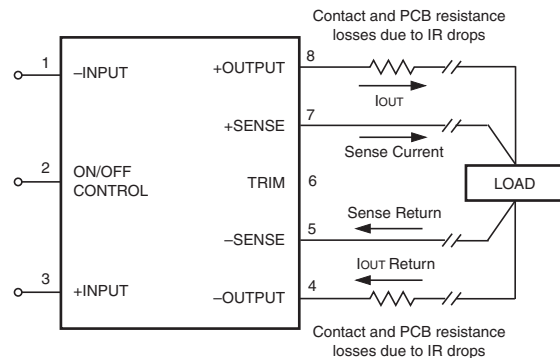 Contact and PCB resistance
losses due to IR drops
1
–INPUT
+OUTPUT
8
IOUT
+SENSE
7
Sense Current
2
ON/OFF
CONTROL
TRIM
6
LOAD
Sense Return
–SENSE
5
IOUT Return
3
+INPUT
–OUTPUT
4
Contact and PCB resistance
losses due to IR drops